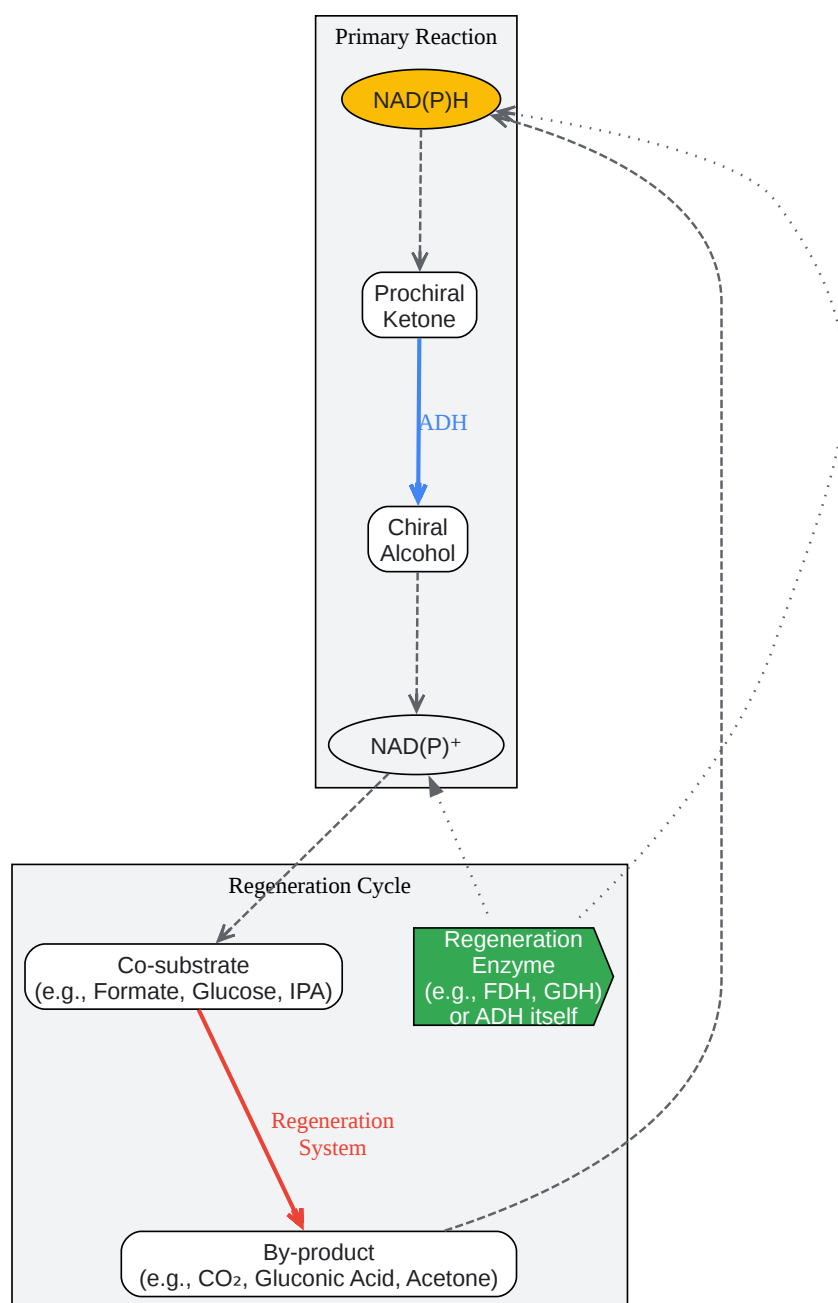 Primary Reaction
NAD(P)H
Prochiral
Ketone
ADH
Chiral
Alcohol
NAD(P)⁺
Regeneration Cycle
Regeneration
Enzyme
(e.g., FDH, GDH)
or ADH itself
Co-substrate
(e.g., Formate, Glucose, IPA)
Regeneration
System
By-product
(e.g., CO₂, Gluconic Acid, Acetone)